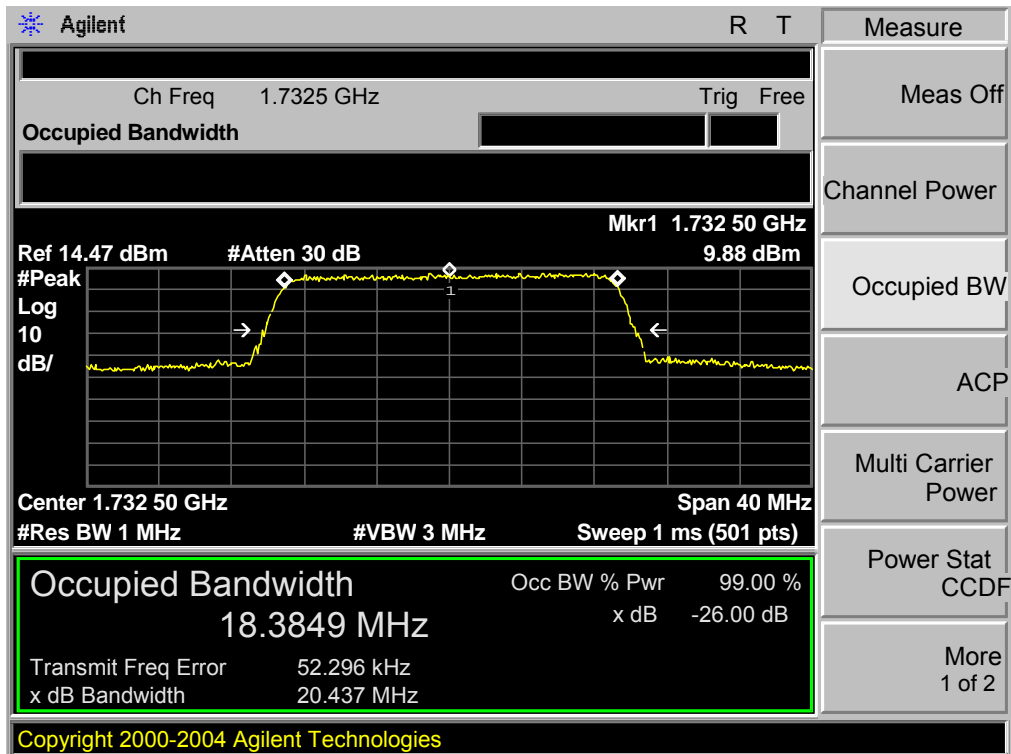 Agilent R T
Measure
Ch Freq 1.7325 GHz Trig Free
Occupied Bandwidth
Meas Off
Channel Power
Mkr1 1.732 50 GHz
Ref 14.47 dBm #Atten 30 dB 9.88 dBm
#Peak
Log
10
dB/
1
Occupied BW
ACP
Center 1.732 50 GHz Span 40 MHz
#Res BW 1 MHz #VBW 3 MHz Sweep 1 ms (501 pts)
Multi Carrier
Power
Occupied Bandwidth Occ BW % Pwr 99.00 %
18.3849 MHz x dB -26.00 dB
Transmit Freq Error 52.296 kHz
x dB Bandwidth 20.437 MHz
Power Stat
CCDF
More
1 of 2
Copyright 2000-2004 Agilent Technologies